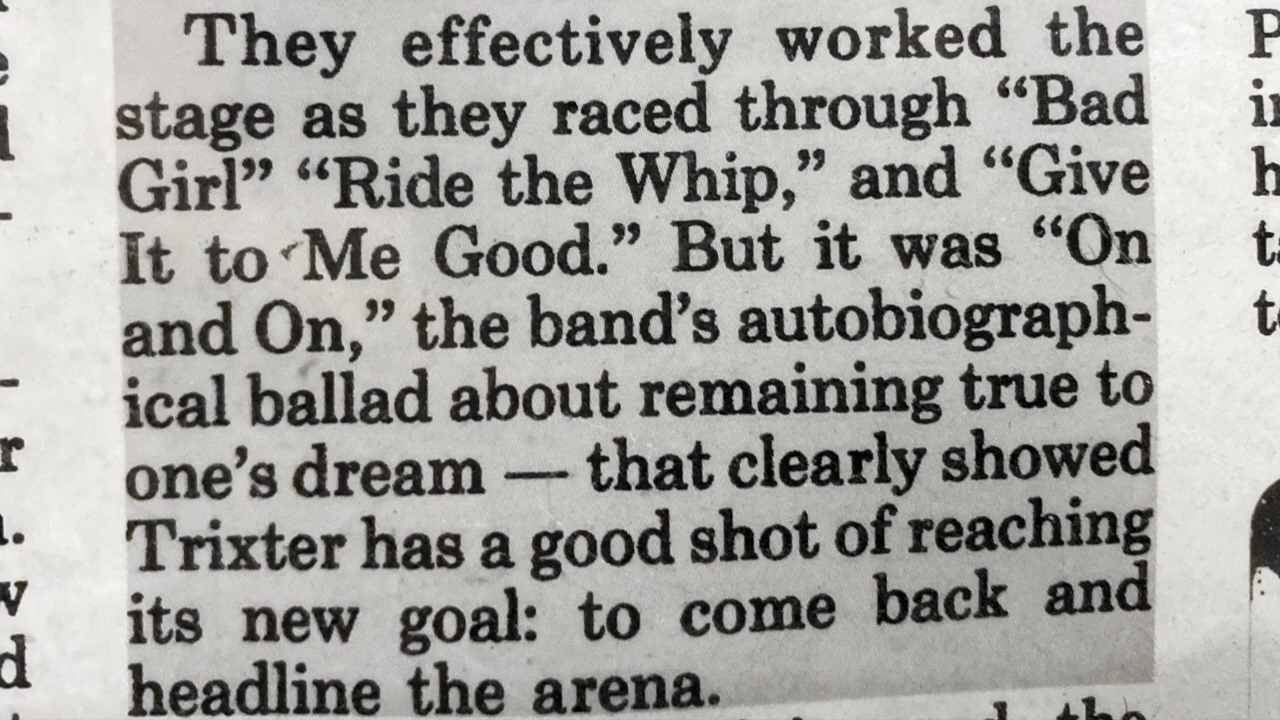 They effectively worked the
stage as they raced through “Bad
Girl” “Ride the Whip,” and “Give
It to Me Good.” But it was “On
and On,” the band’s autobiograph-
ical ballad about remaining true to
one’s dream — that clearly showed
Trixter has a good shot of reaching
its new goal: to come back and
headline the arena.
the